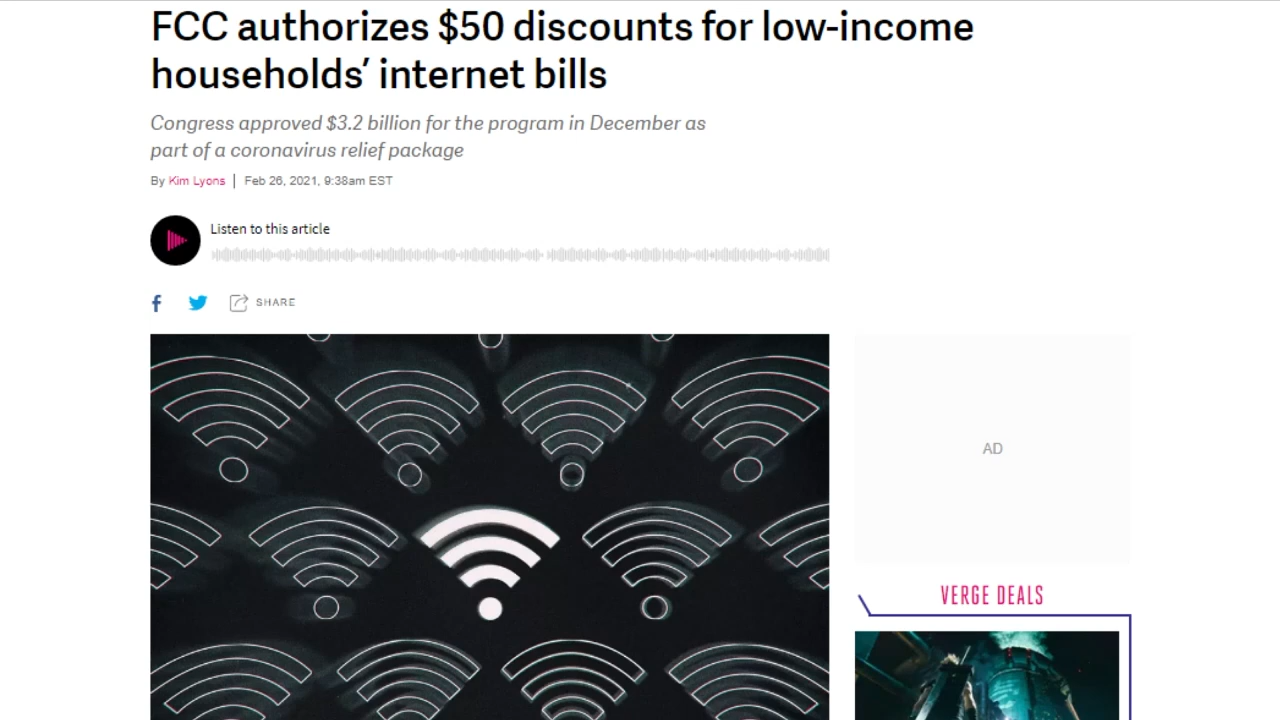 FCC authorizes $50 discounts for low-income
households’ internet bills
Congress approved $3.2 billion for the program in December as
part of a coronavirus relief package
By Kim Lyons | Feb 26, 2021, 9:38am EST
Listen to this article
SHARE
AD
VERGE DEALS